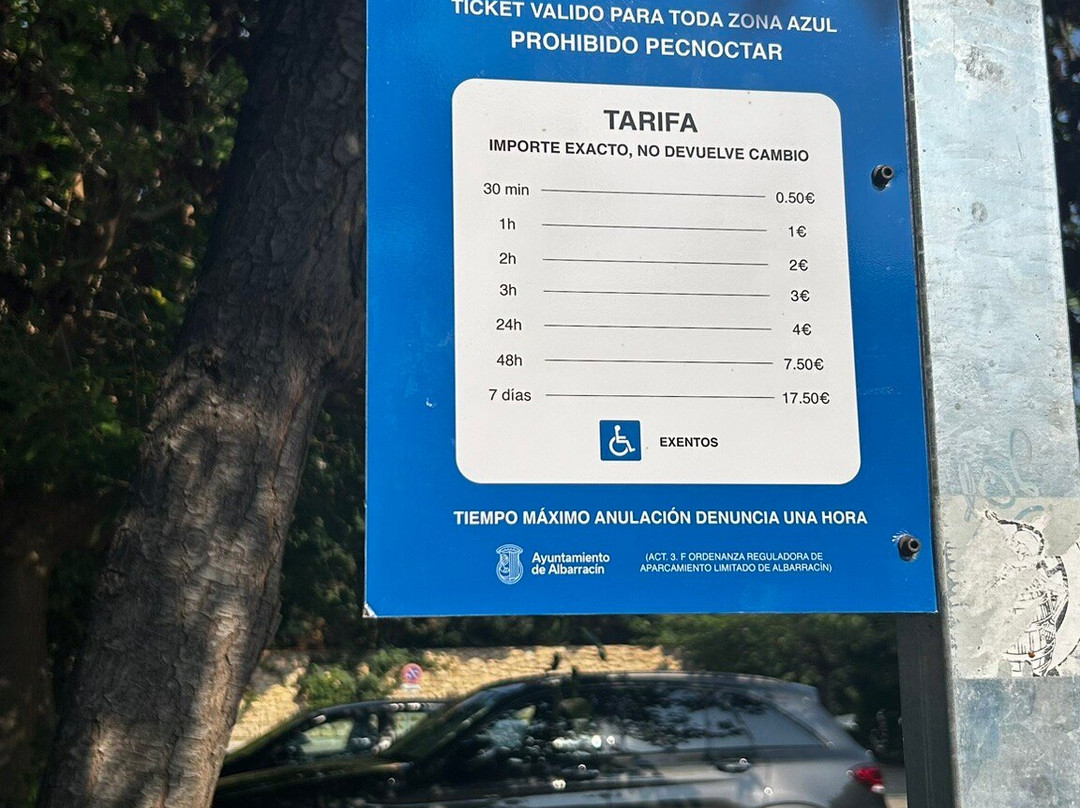 TICKET VALIDO PARA TODA ZONA AZUL
PROHIBIDO PECNOCTAR
TARIFA
IMPORTE EXACTO, NO DEVUELVE CAMBIO
30 min 0.50€
1h 1€
2h 2€
3h 3€
24h 4€
48h 7.50€
7 días 17.50€
EXENTOS
TIEMPO MÁXIMO ANULACIÓN DENUNCIA UNA HORA
Ayuntamiento
de Albarracín
(ACT. 3. F ORDENANZA REGULADORA DE
APARCAMIENTO LIMITADO DE ALBARRACÍN)